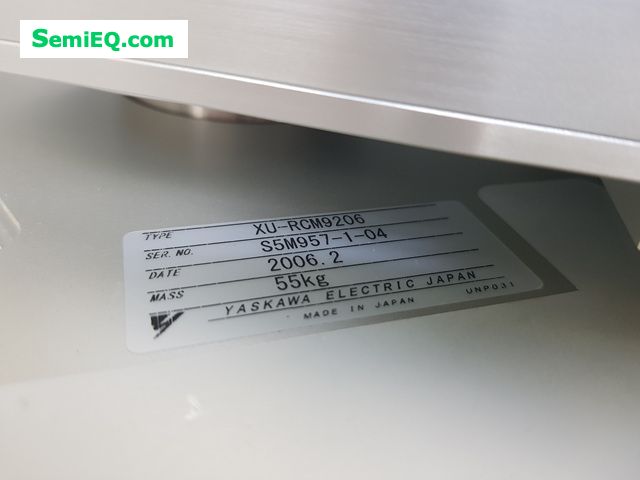 SemiEQ.com
TYPE XU-RCM9206
SER. NO. S5M957-1-04
DATE 2006.2
MASS 55kg
YASKAWA ELECTRIC JAPAN
MADE IN JAPAN UNP0J1